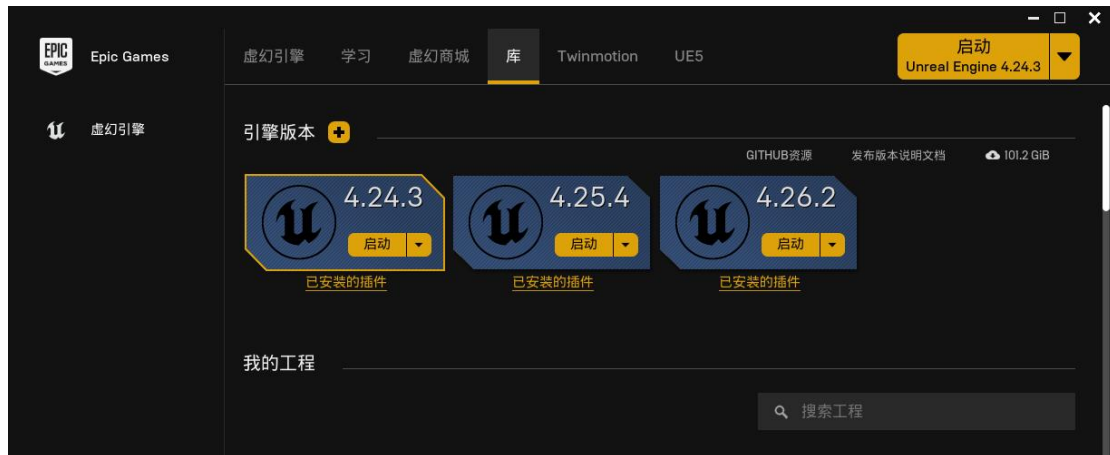 EPIC GAMES
Epic Games
虚幻引擎
学习
虚幻商城
库
Twinmotion
UE5
启动
Unreal Engine 4.24.3
虚幻引擎
引擎版本
GITHUB资源
发布版本说明文档
101.2 GiB
4.24.3
启动
已安装的插件
4.25.4
启动
已安装的插件
4.26.2
启动
已安装的插件
我的工程
搜索工程